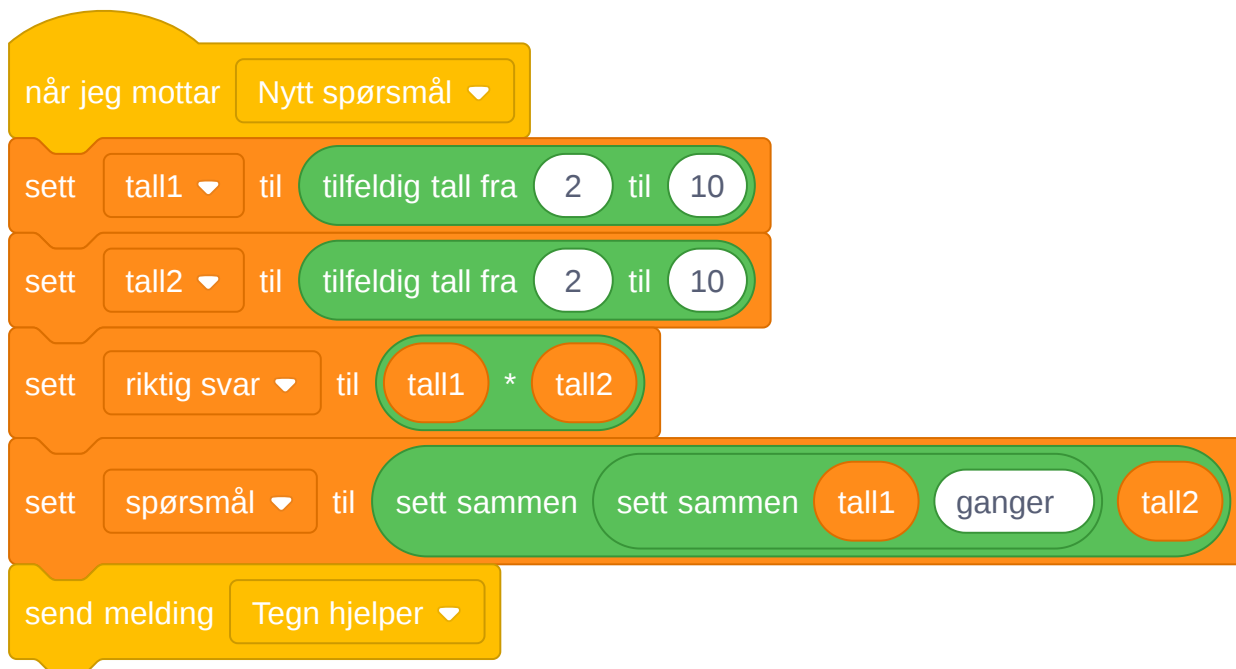 når jeg mottar Nytt spørsmål
sett tall1 til tilfeldig tall fra 2 til 10
sett tall2 til tilfeldig tall fra 2 til 10
sett riktig svar til tall1 * tall2
sett spørsmål til sett sammen sett sammen tall1 ganger tall2
send melding Tegn hjelper